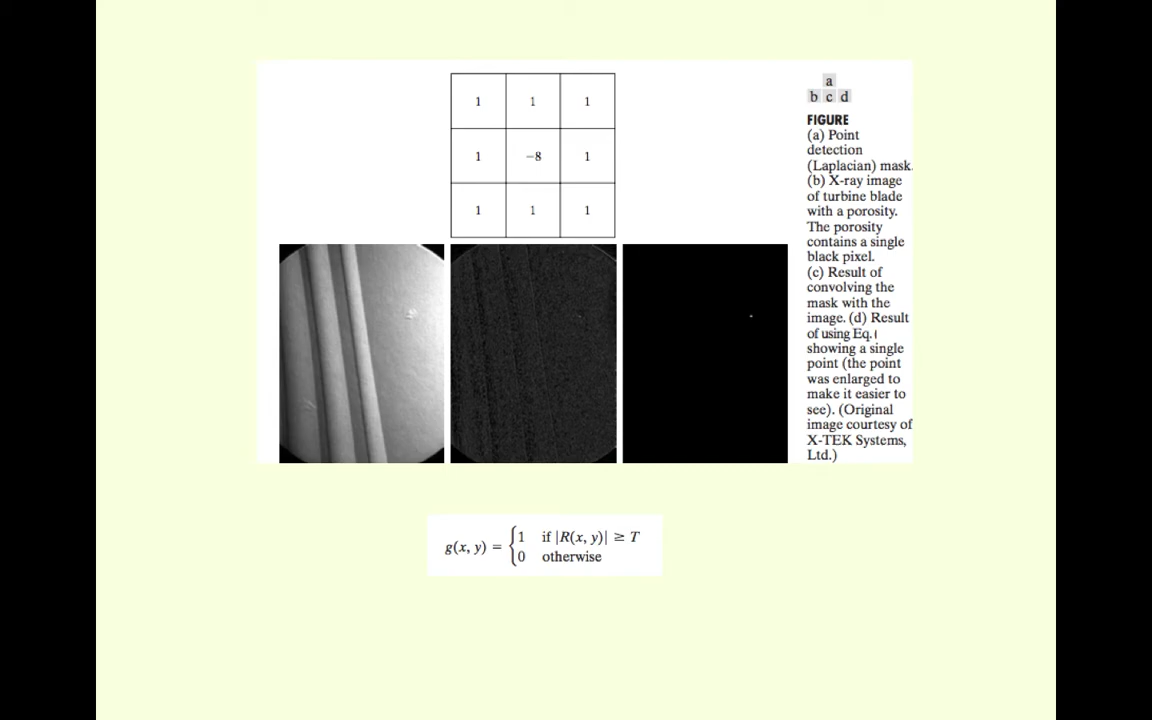 1 1 1
1 −8 1
1 1 1
a
b c d
FIGURE
(a) Point
detection
(Laplacian) mask.
(b) X-ray image
of turbine blade
with a porosity.
The porosity
contains a single
black pixel.
(c) Result of
convolving the
mask with the
image. (d) Result
of using Eq. (
showing a single
point (the point
was enlarged to
make it easier to
see). (Original
image courtesy of
X-TEK Systems,
Ltd.)
g(x, y) = { 1 if |R(x, y)| ≥ T
0 otherwise